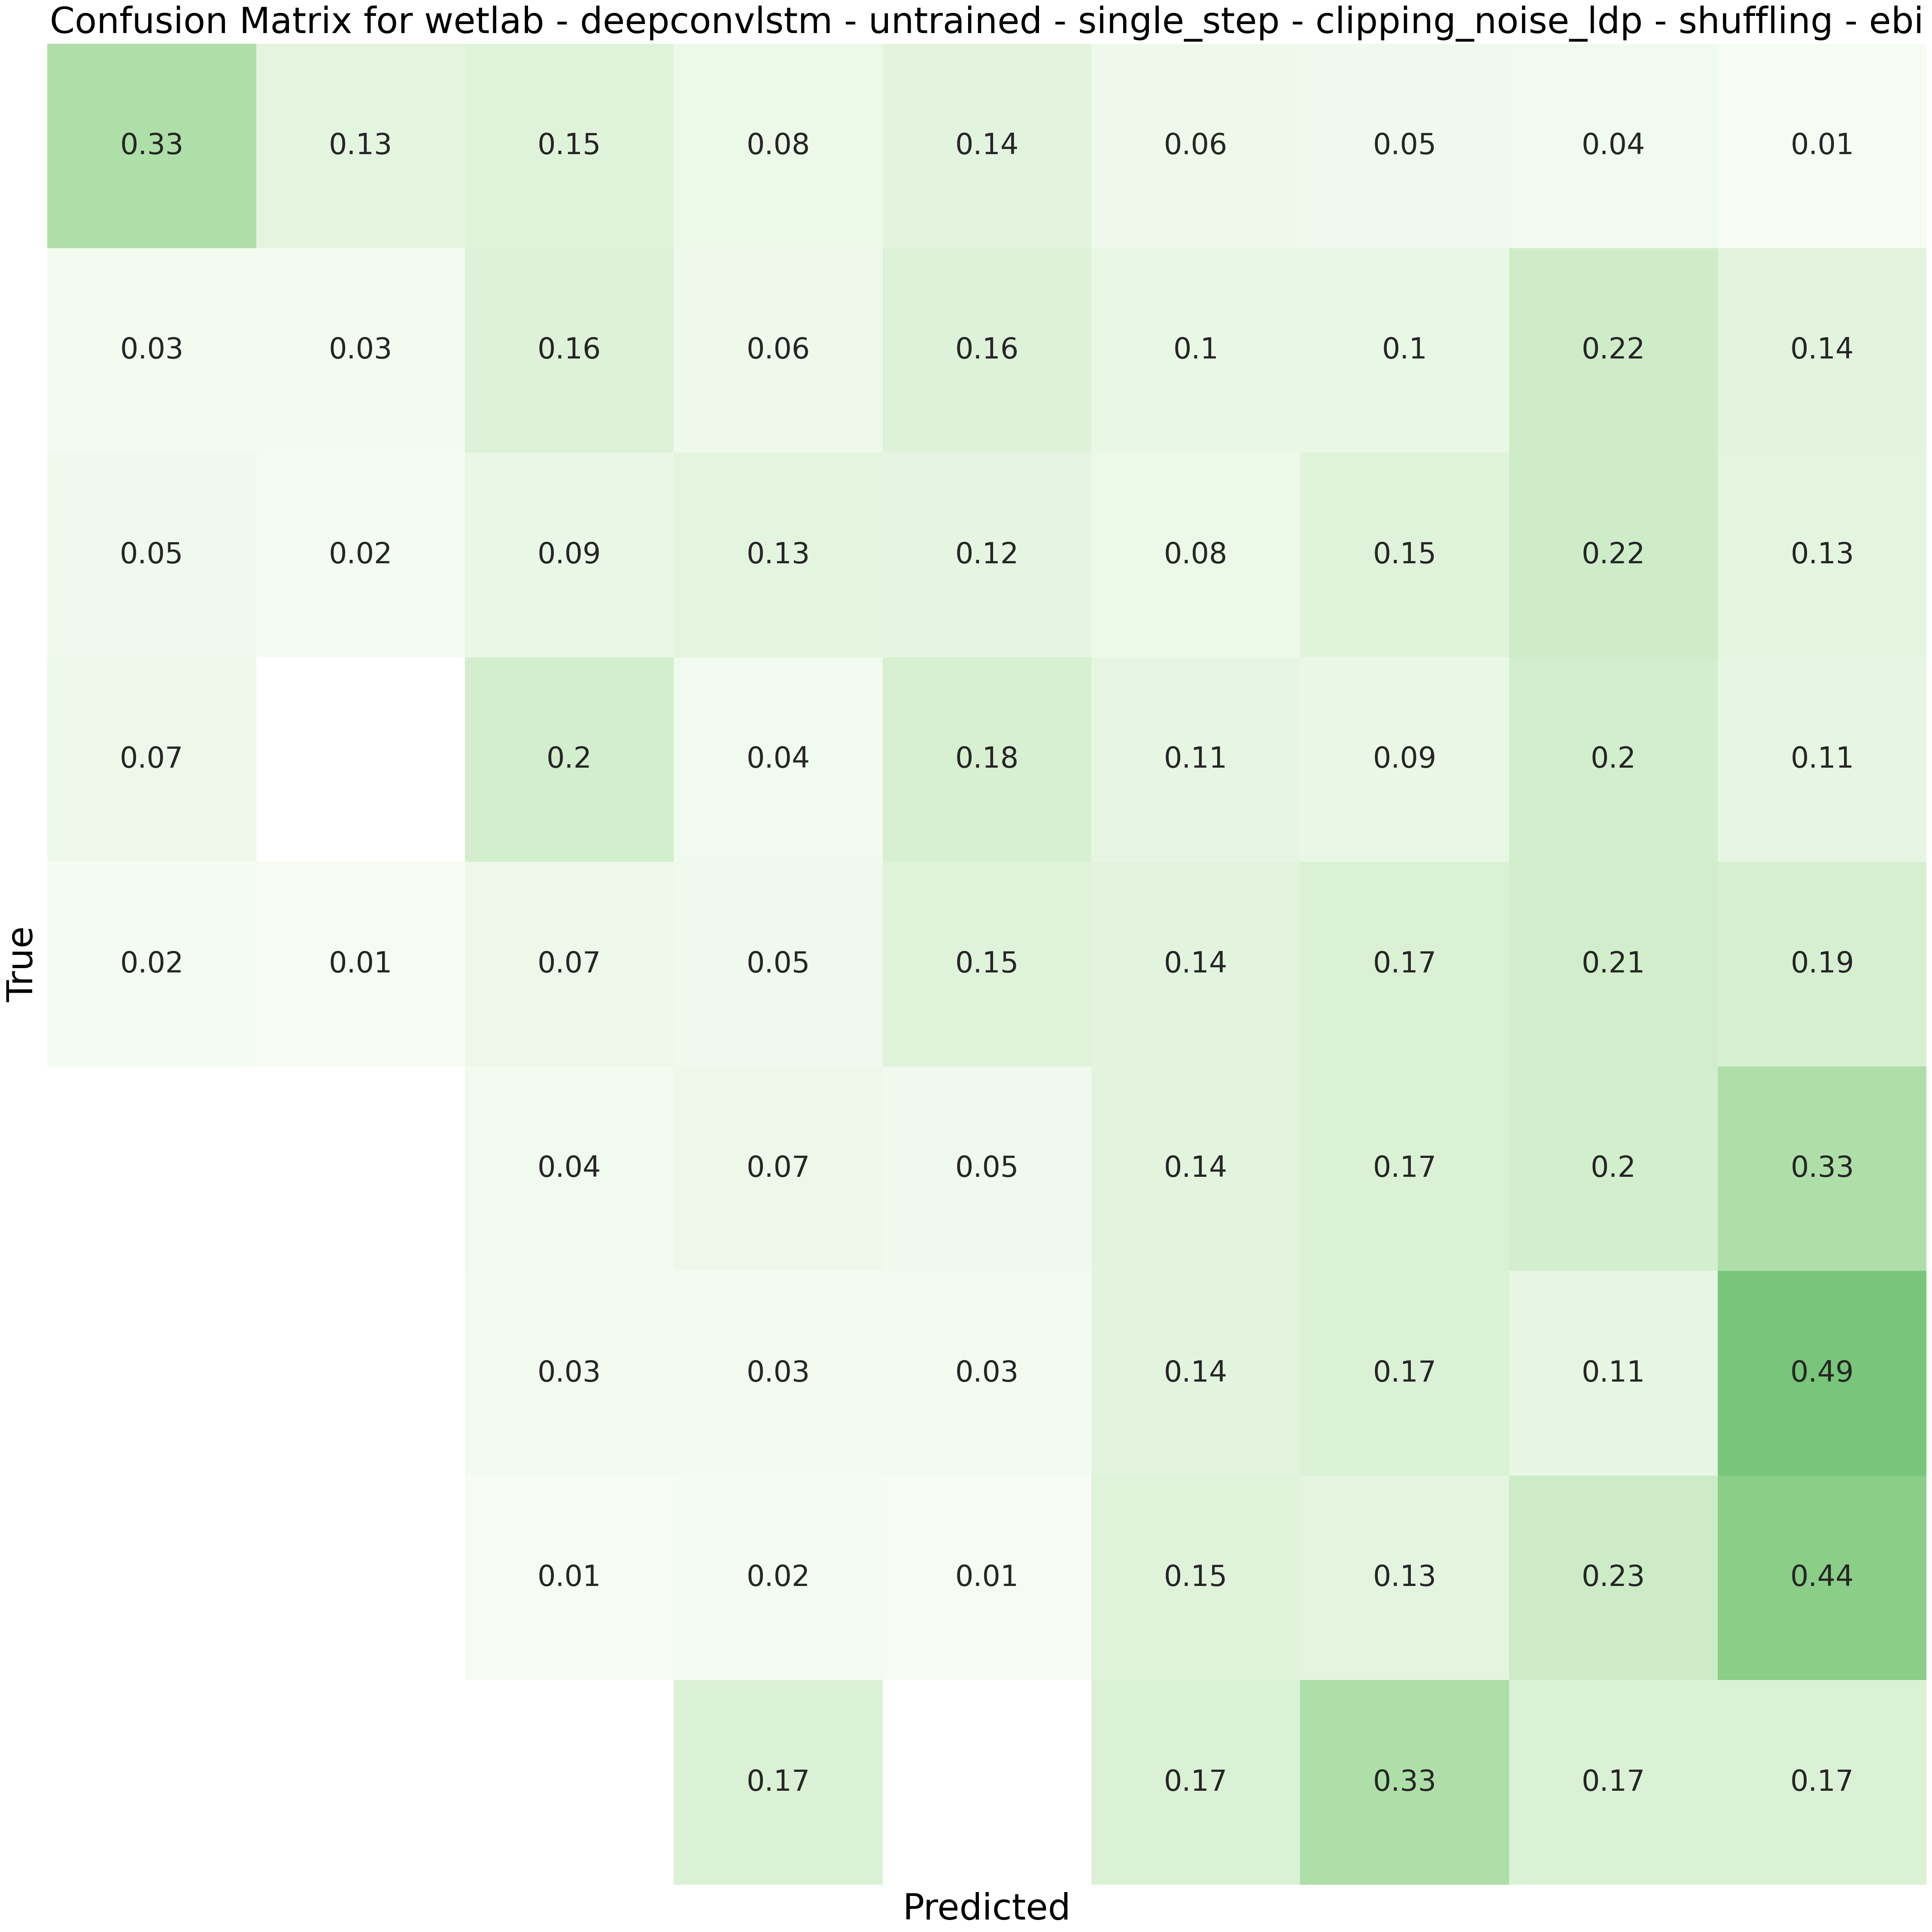 Confusion Matrix for wetlab - deepconvlstm - untrained - single_step - clipping_noise_ldp - shuffling - ebi
0.33 0.13 0.15 0.08 0.14 0.06 0.05 0.04 0.01
0.03 0.03 0.16 0.06 0.16 0.1 0.1 0.22 0.14
0.05 0.02 0.09 0.13 0.12 0.08 0.15 0.22 0.13
0.07 0.2 0.04 0.18 0.11 0.09 0.2 0.11
True
0.02 0.01 0.07 0.05 0.15 0.14 0.17 0.21 0.19
0.04 0.07 0.05 0.14 0.17 0.2 0.33
0.03 0.03 0.03 0.14 0.17 0.11 0.49
0.01 0.02 0.01 0.15 0.13 0.23 0.44
0.17 0.17 0.33 0.17 0.17
Predicted